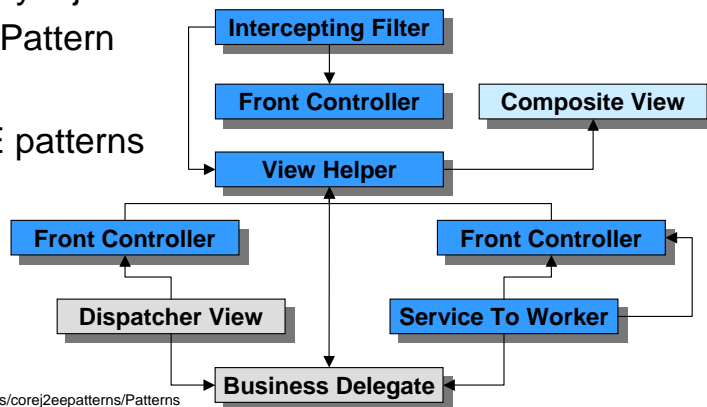 Intercepting Filter
Pattern
Front Controller
Composite View
E patterns
View Helper
Front Controller
Front Controller
Dispatcher View
Service To Worker
Business Delegate
s/corej2eepatterns/Patterns